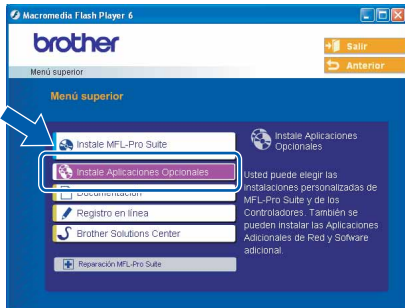 Macromedia Flash Player 6
brother
Salir
Anterior
Menú superior
Menú superior
Instale MFL-Pro Suite
Instale Aplicaciones Opcionales
Documentación
Registro en línea
Brother Solutions Center
Reparación MFL-Pro Suite
Instale Aplicaciones
Opcionales
Usted puede elegir las
instalaciones personalizadas de
MFL-Pro Suite y de los
Controladores. También se
pueden instalar las Aplicaciones
Adicionales de Red y Sofware
adicional.